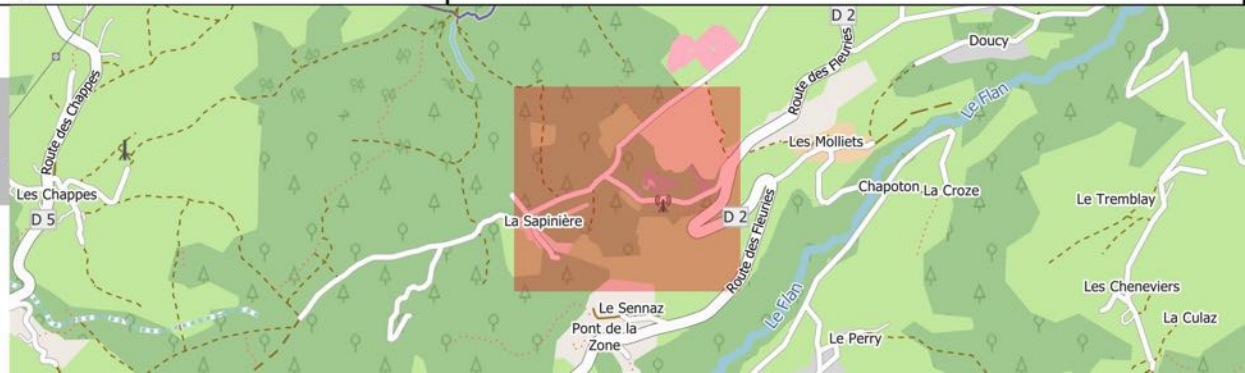 D 2
Doucy
Route des Fleuries
Route des Chappes
Le Flan
Les Molliets
Les Chappes
Chapoton
La Croze
Le Tremblay
D 5
La Sapinière
D 2
Route des Fleuries
Les Cheneviers
Le Sennaz
Le Flan
La Culaz
Pont de la
Zone
Le Perry